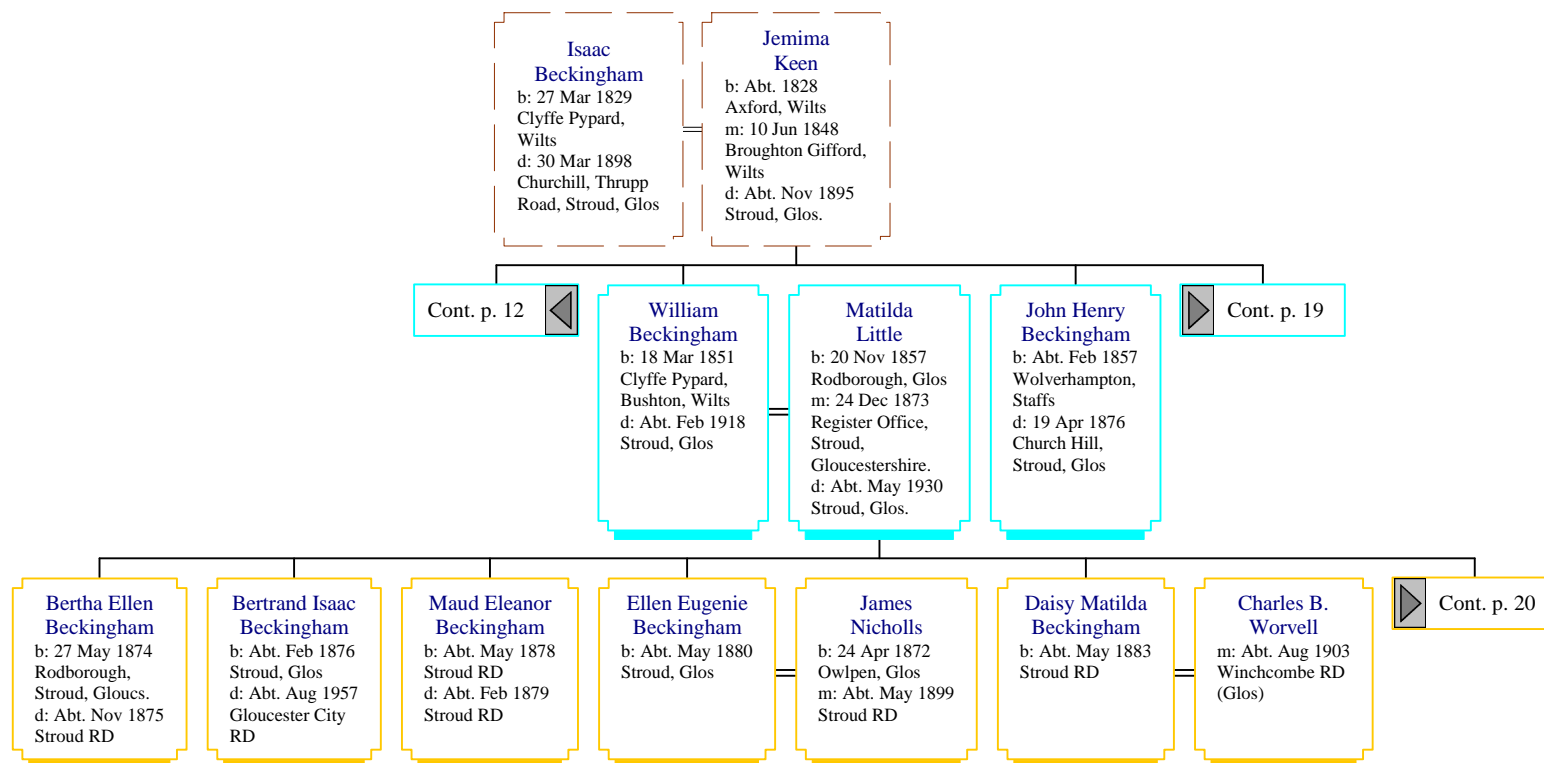 Isaac
Beckingham
b: 27 Mar 1829
Clyffe Pypard,
Wilts
d: 30 Mar 1898
Churchill, Thrupp
Road, Stroud, Glos
Jemima
Keen
b: Abt. 1828
Axford, Wilts
m: 10 Jun 1848
Broughton Gifford,
Wilts
d: Abt. Nov 1895
Stroud, Glos.
Cont. p. 12
William
Beckingham
b: 18 Mar 1851
Clyffe Pypard,
Bushton, Wilts
d: Abt. Feb 1918
Stroud, Glos
Matilda
Little
b: 20 Nov 1857
Rodborough, Glos
m: 24 Dec 1873
Register Office,
Stroud,
Gloucestershire.
d: Abt. May 1930
Stroud, Glos.
John Henry
Beckingham
b: Abt. Feb 1857
Wolverhampton,
Staffs
d: 19 Apr 1876
Church Hill,
Stroud, Glos
Cont. p. 19
Bertha Ellen
Beckingham
b: 27 May 1874
Rodborough,
Stroud, Gloucs.
d: Abt. Nov 1875
Stroud RD
Bertrand Isaac
Beckingham
b: Abt. Feb 1876
Stroud, Glos
d: Abt. Aug 1957
Gloucester City
RD
Maud Eleanor
Beckingham
b: Abt. May 1878
Stroud RD
d: Abt. Feb 1879
Stroud RD
Ellen Eugenie
Beckingham
b: Abt. May 1880
Stroud, Glos
James
Nicholls
b: 24 Apr 1872
Owlpen, Glos
m: Abt. May 1899
Stroud RD
Daisy Matilda
Beckingham
b: Abt. May 1883
Stroud RD
Charles B.
Worvell
m: Abt. Aug 1903
Winchcombe RD
(Glos)
Cont. p. 20